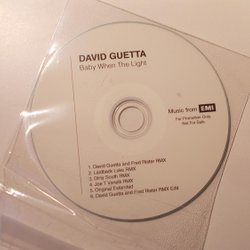 DAVID GUETTA
Baby When The Light
Music from EMI
For Promotion Only
Not For Sale
1. David Guetta and Fred Rister RMX
2. Laidback Luke RMX
3. Dirty South RMX
4. Joe T Vanelli RMX
5. Original Extended
6. David Guetta and Fred Rister RMX Edit